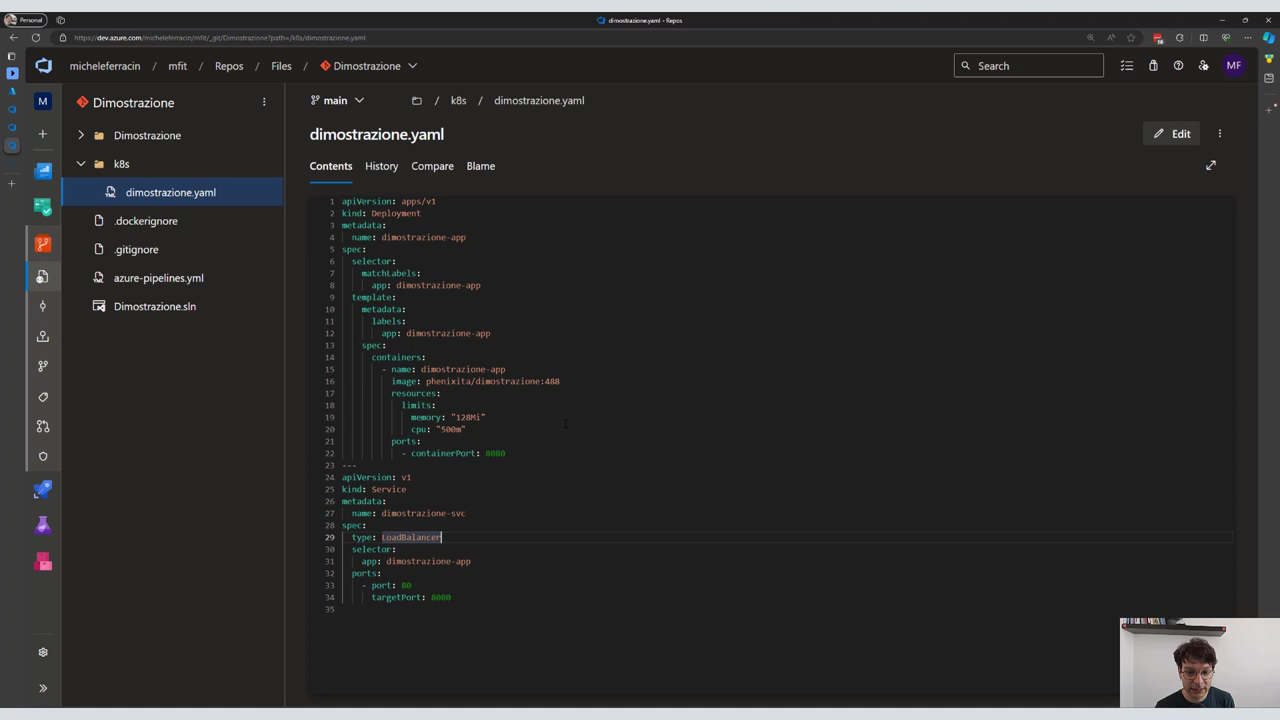 Personal
dimostrazione.yaml - Repos
https://dev.azure.com/micheleferracin/mfit/_git/Dimostrazione?path=/k8s/dimostrazione.yaml
micheleferracin / mfit / Repos / Files / Dimostrazione
Search
MF
M
Dimostrazione
Dimostrazione
k8s
dimostrazione.yaml
.dockerignore
.gitignore
azure-pipelines.yml
Dimostrazione.sln
main
/ k8s / dimostrazione.yaml
dimostrazione.yaml
Edit
Contents History Compare Blame
1 apiVersion: apps/v1
2 kind: Deployment
3 metadata:
4 name: dimostrazione-app
5 spec:
6 selector:
7 matchLabels:
8 app: dimostrazione-app
9 template:
10 metadata:
11 labels:
12 app: dimostrazione-app
13 spec:
14 containers:
15 - name: dimostrazione-app
16 image: phenixita/dimostrazione:488
17 resources:
18 limits:
19 memory: "128Mi"
20 cpu: "500m"
21 ports:
22 - containerPort: 8080
23 ---
24 apiVersion: v1
25 kind: Service
26 metadata:
27 name: dimostrazione-svc
28 spec:
29 type: LoadBalancer
30 selector:
31 app: dimostrazione-app
32 ports:
33 - port: 80
34 targetPort: 8080
35